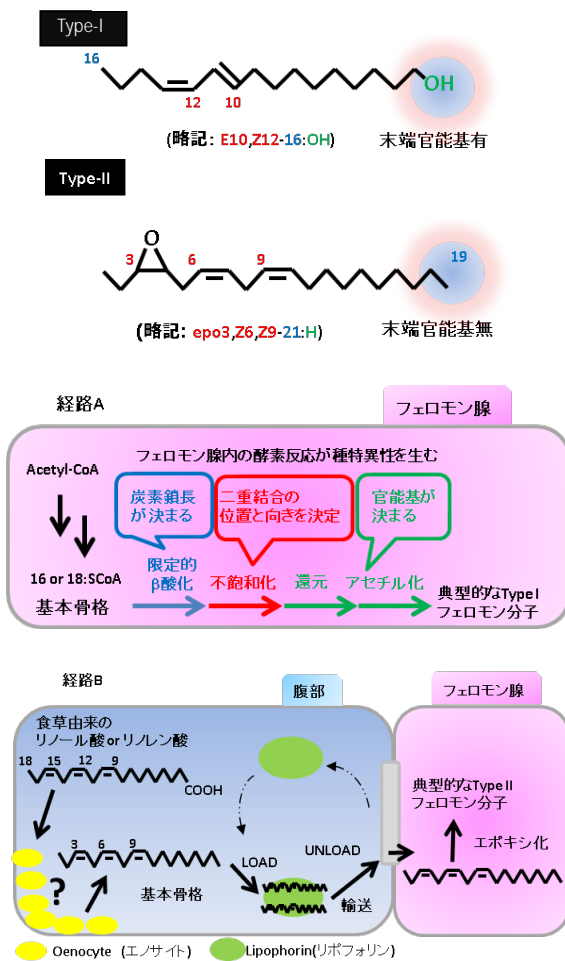 Type-I
16
12
10
OH
(略記: E10,Z12-16:OH)
末端官能基有
Type-II
O
3
6
9
19
(略記: epo3,Z6,Z9-21:H)
末端官能基無
経路A
フェロモン腺
フェロモン腺内の酵素反応が種特異性を生む
Acetyl-CoA
炭素鎖長
が決まる
二重結合の
位置と向きを決定
官能基が
決まる
16 or 18:SCoA
基本骨格
限定的
β酸化
不飽和化
還元
アセチル化
典型的なTypeI
フェロモン分子
経路B
腹部
フェロモン腺
食草由来の
リノール酸orリノレン酸
18
15
12
9
COOH
3
6
9
基本骨格
?
LOAD
UNLOAD
輸送
典型的なTypeII
フェロモン分子
エポキシ化
Oenocyte (エノサイト)
Lipophorin(リポフォリン)